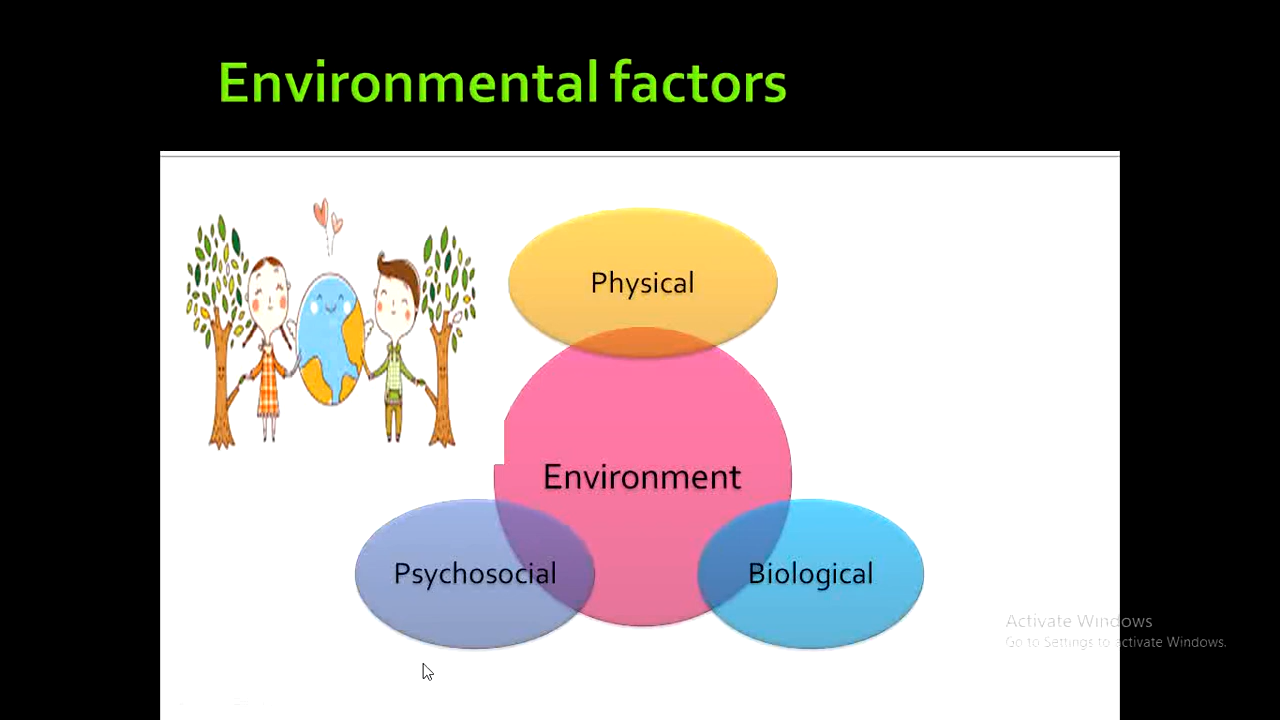 Environmental factors
Physical
Environment
Psychosocial
Biological
Activate Windows
Go to Settings to activate Windows.